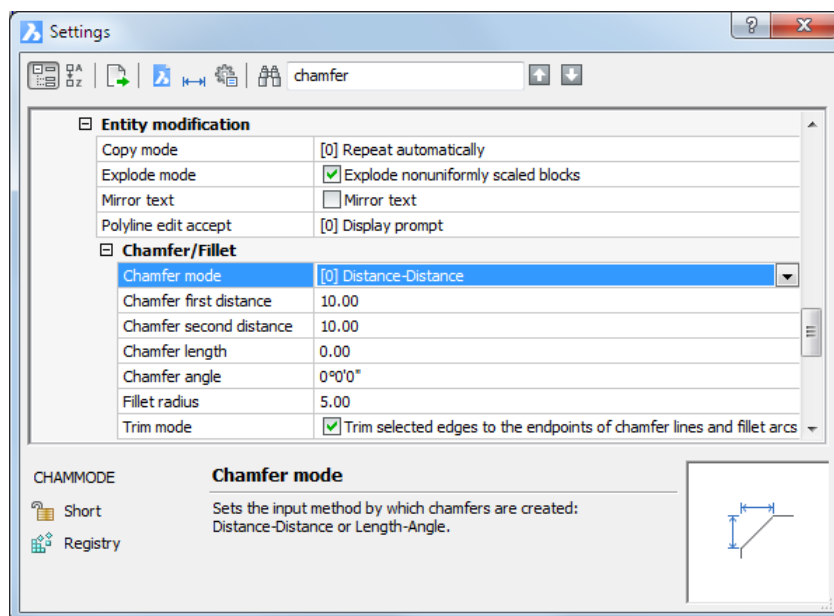 Settings
chamfer
Entity modification
Copy mode [0] Repeat automatically
Explode mode Explode nonuniformly scaled blocks
Mirror text Mirror text
Polyline edit accept [0] Display prompt
Chamfer/Fillet
Chamfer mode [0] Distance-Distance
Chamfer first distance 10.00
Chamfer second distance 10.00
Chamfer length 0.00
Chamfer angle 0°0'0"
Fillet radius 5.00
Trim mode Trim selected edges to the endpoints of chamfer lines and fillet arcs
CHAMMODE
Short
Registry
Chamfer mode
Sets the input method by which chamfers are created:
Distance-Distance or Length-Angle.